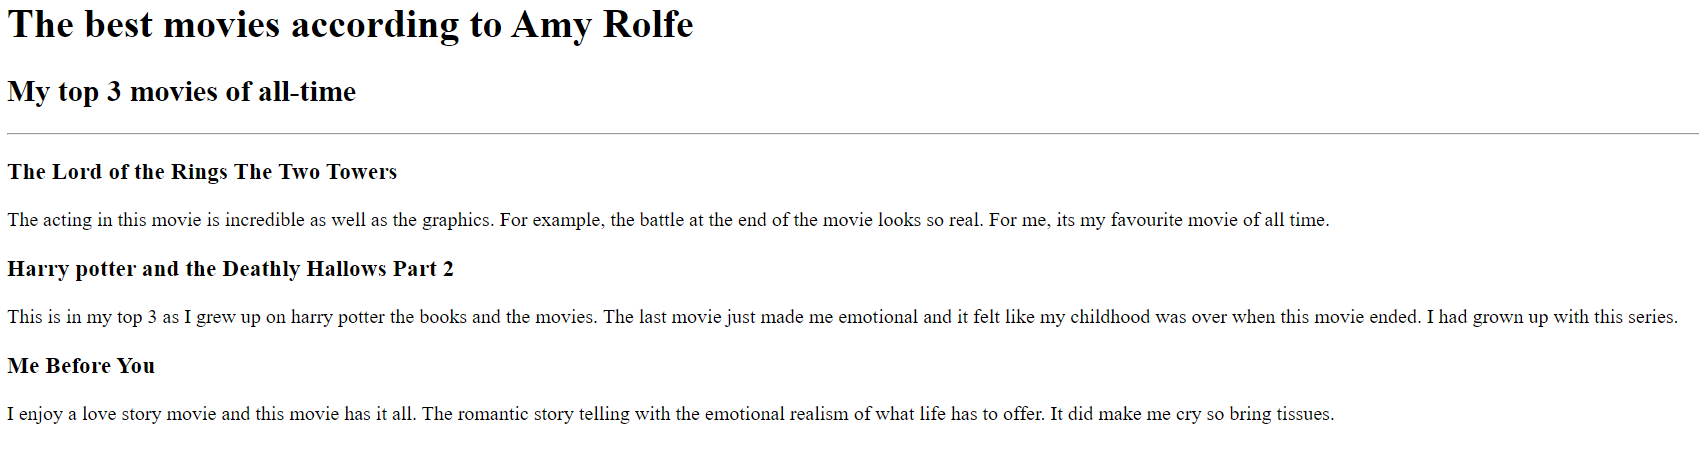 The best movies according to Amy Rolfe
My top 3 movies of all-time
The Lord of the Rings The Two Towers
The acting in this movie is incredible as well as the graphics. For example, the battle at the end of the movie looks so real. For me, its my favourite movie of all time.
Harry potter and the Deathly Hallows Part 2
This is in my top 3 as I grew up on harry potter the books and the movies. The last movie just made me emotional and it felt like my childhood was over when this movie ended. I had grown up with this series.
Me Before You
I enjoy a love story movie and this movie has it all. The romantic story telling with the emotional realism of what life has to offer. It did make me cry so bring tissues.